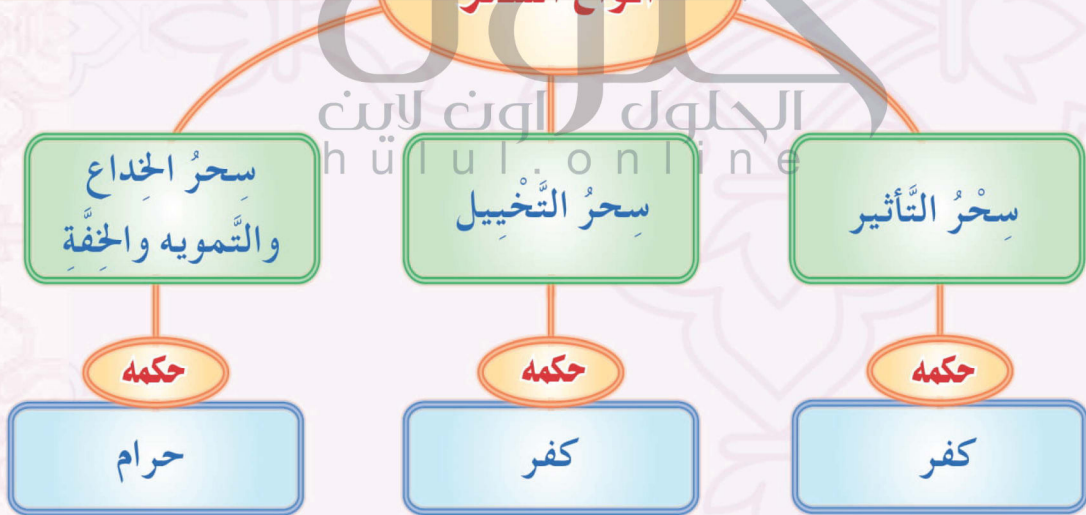 الحلول اون لاين
hulul.online
سِحْرُ التَّأثير
سِحرُ التَّخْيِيل
سِحرُ الخِداع
والتَّمويه والخِفَّةِ
حكمه
حكمه
حكمه
كفر
كفر
حرام